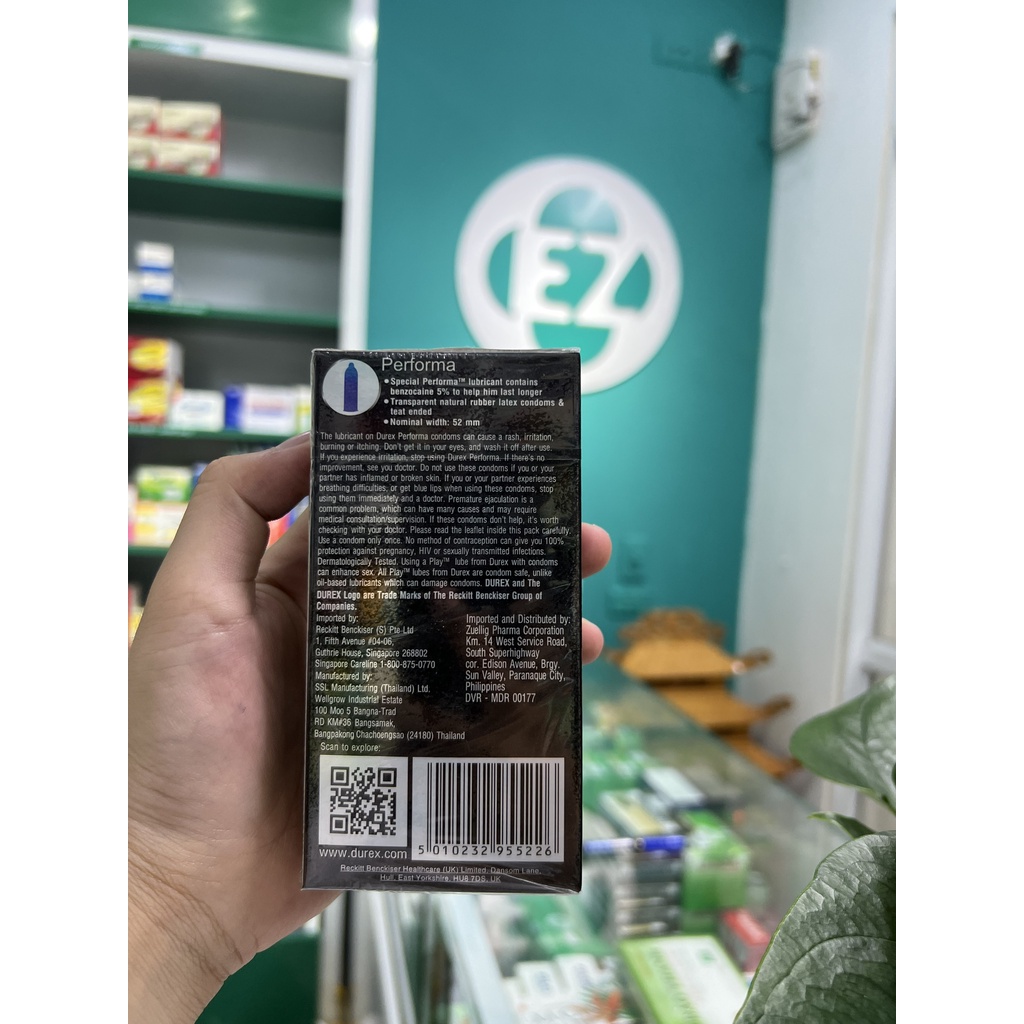 EZ
Performa
• Special Performa™ lubricant contains
benzocaine 5% to help him last longer
• Transparent natural rubber latex condoms &
teat ended
• Nominal width: 52 mm
The lubricant on Durex Performa condoms can cause a rash, irritation,
burning or itching. Don't get it in your eyes, and wash it off after use.
If you experience irritation, stop using Durex Performa. If there's no
improvement, see you doctor. Do not use these condoms if you or your
partner has inflamed or broken skin. If you or your partner experiences
breathing difficulties, or get blue lips when using these condoms, stop
using them immediately and a doctor. Premature ejaculation is a
common problem, which can have many causes and may require
medical consultation/supervision. If these condoms don't help, it's worth
checking with your doctor. Please read the leaflet inside this pack carefully.
Use a condom only once. No method of contraception can give you 100%
protection against pregnancy, HIV or sexually transmitted infections.
Dermatologically Tested. Using a Play™ lube from Durex with condoms
can enhance sex. All Play™ lubes from Durex are condom safe, unlike
oil-based lubricants which can damage condoms. DUREX and The
DUREX Logo are Trade Marks of The Reckitt Benckiser Group of
Companies.
Imported by:
Reckitt Benckiser (S) Pte Ltd
1, Fifth Avenue #04-06,
Guthrie House, Singapore 268802
Singapore Careline 1-800-875-0770
Manufactured by:
SSL Manufacturing (Thailand) Ltd.
Wellgrow Industrial Estate
100 Moo 5 Bangna-Trad
RD KM#36 Bangsamak,
Bangpakong Chachoengsao (24180) Thailand
Imported and Distributed by:
Zuellig Pharma Corporation
Km. 14 West Service Road,
South Superhighway
cor. Edison Avenue, Brgy.
Sun Valley, Paranaque City,
Philippines
DVR - MDR 00177
Scan to explore:
www.durex.com
5 010232 955226
Reckitt Benckiser Healthcare (UK) Limited, Dansom Lane,
Hull, East Yorkshire, HU8 7DS, UK